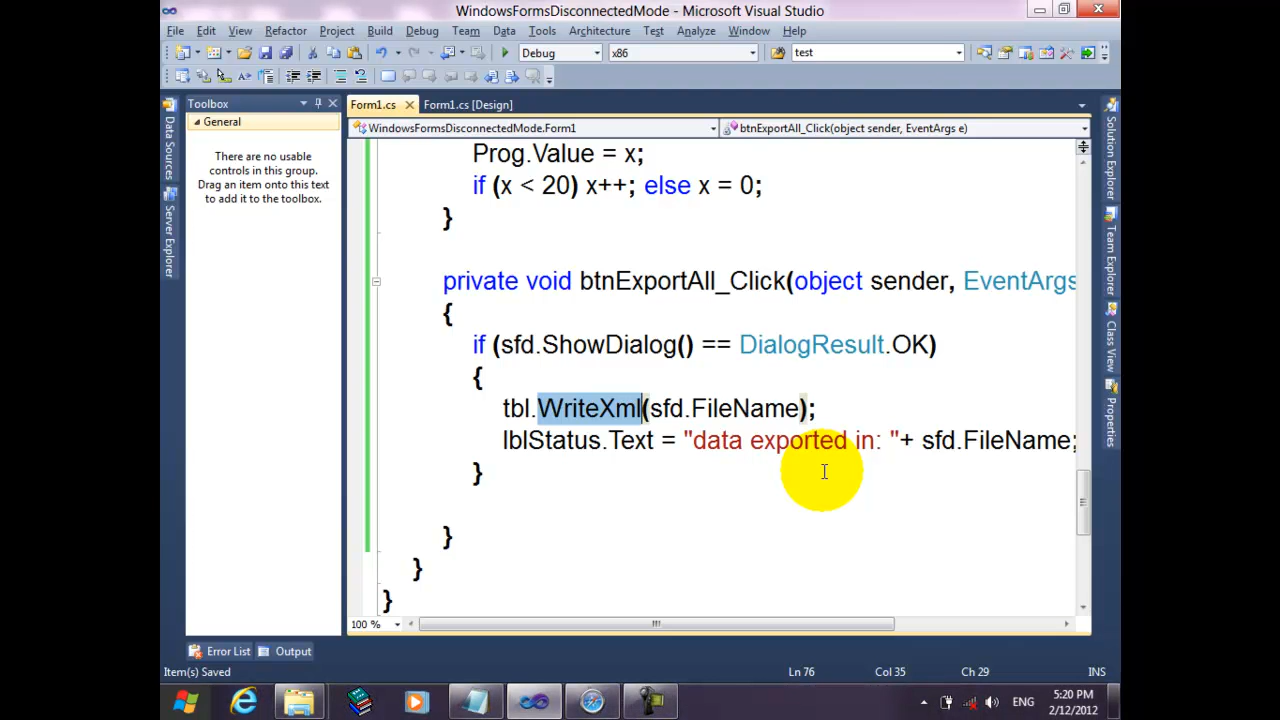 WindowsFormsDisconnectedMode - Microsoft Visual Studio
File Edit View Refactor Project Build Debug Team Data Tools Architecture Test Analyze Window Help
Debug x86 test
Toolbox
General
There are no usable
controls in this group.
Drag an item onto this text
to add it to the toolbox.
Data Sources
Server Explorer
Form1.cs Form1.cs [Design]
WindowsFormsDisconnectedMode.Form1 btnExportAll_Click(object sender, EventArgs e)
Prog.Value = x;
if (x < 20) x++; else x = 0;
}
private void btnExportAll_Click(object sender, EventArgs
{
if (sfd.ShowDialog() == DialogResult.OK)
{
tbl.WriteXml(sfd.FileName);
lblStatus.Text = "data exported in: "+ sfd.FileName;
}
}
}
}
100 %
Solution Explorer
Team Explorer
Class View
Properties
Error List Output
Item(s) Saved Ln 76 Col 35 Ch 29 INS
ENG
5:20 PM
2/12/2012